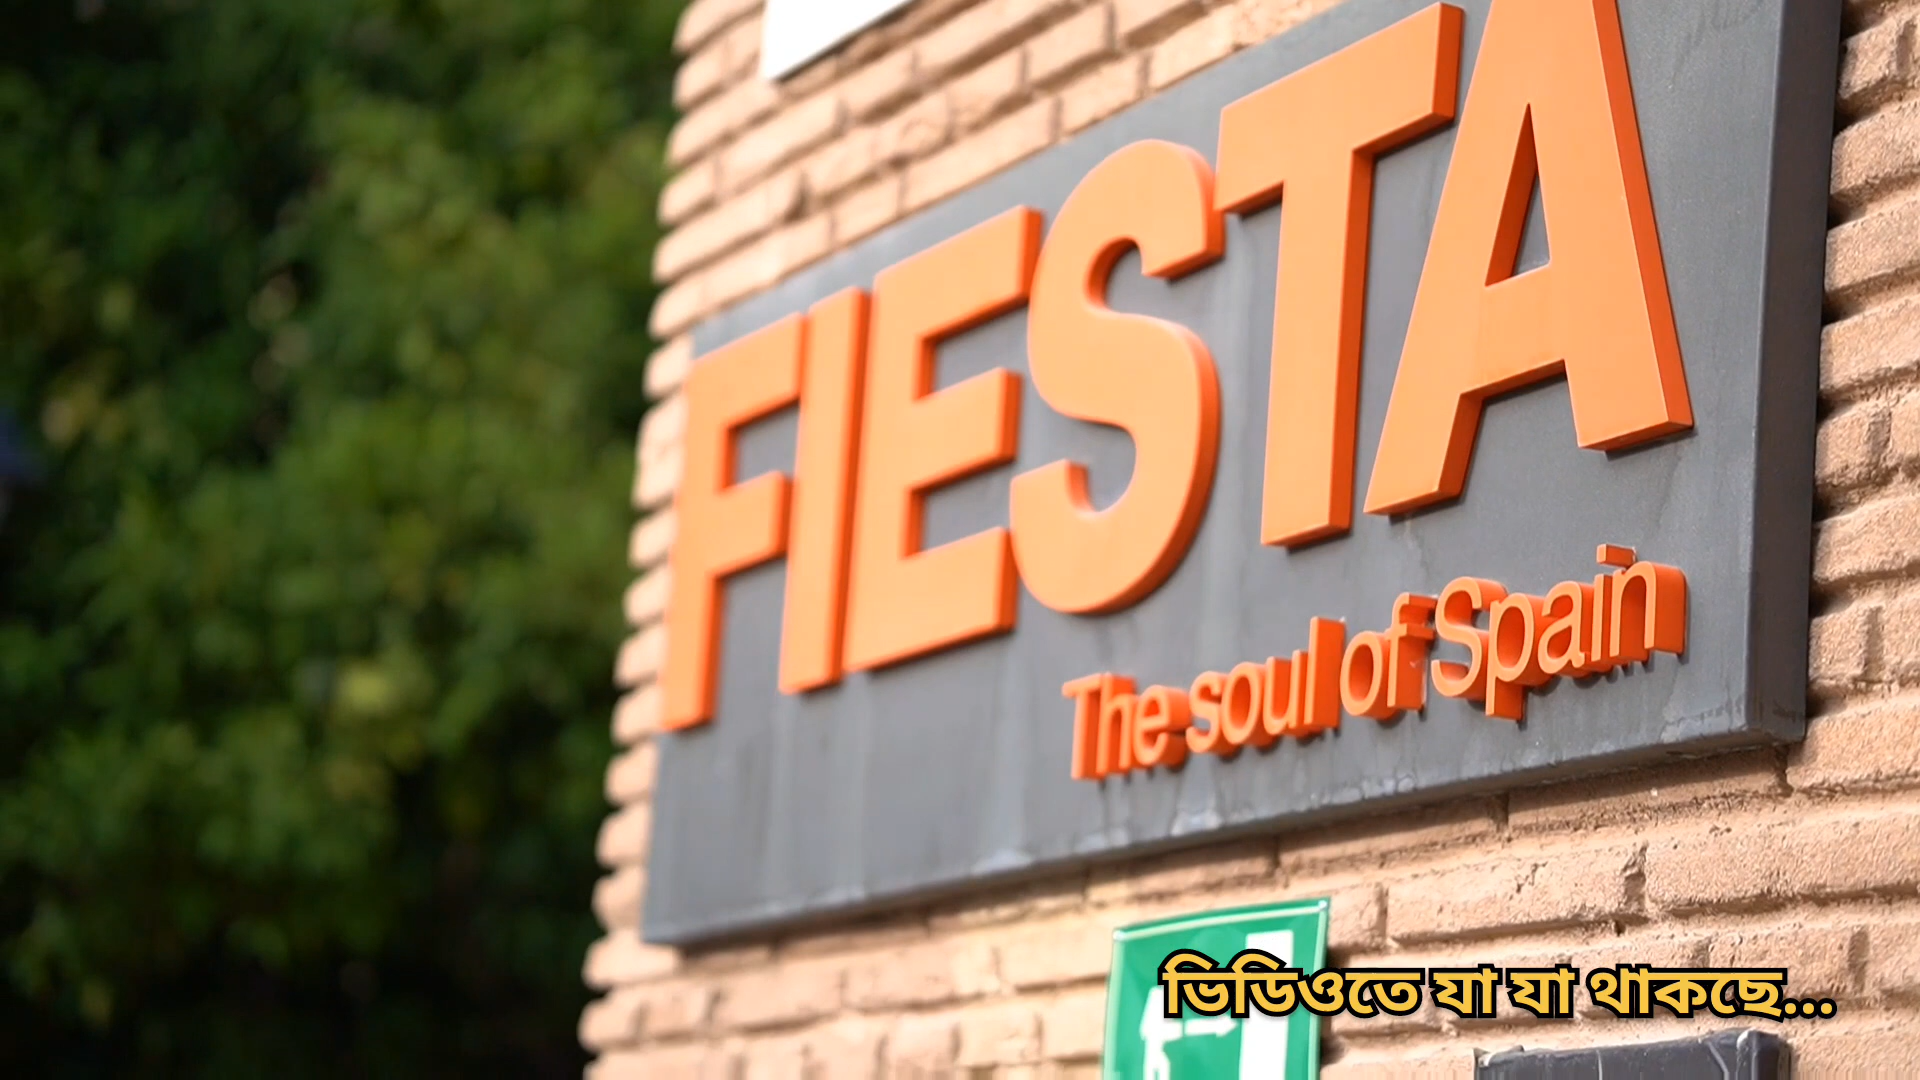 FIESTA
The soul of Spain
ভিডিওতে যা যা থাকছে...